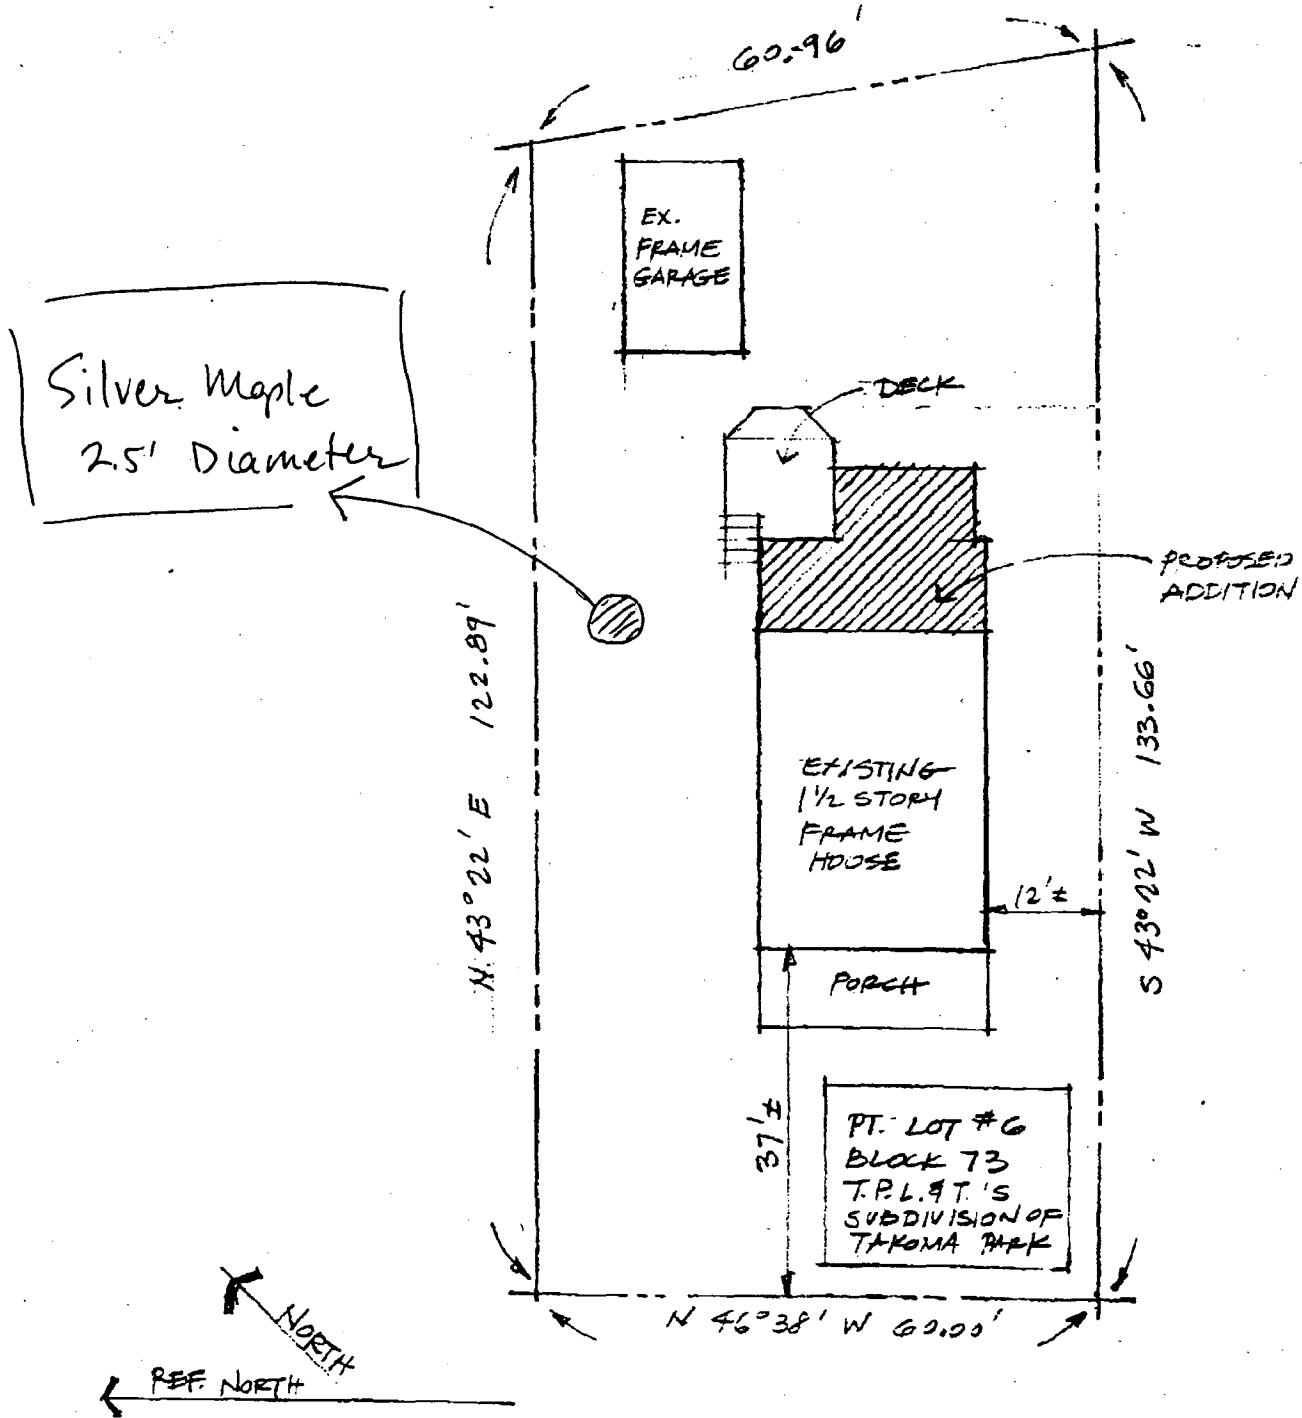 60.96'
EX.
FRAME
GARAGE
Silver Maple
2.5' Diameter
DECK
PROPOSED
ADDITION
N. 43°22' E 122.89'
S 43°22' W 133.66'
EXISTING
1 1/2 STORY
FRAME
HOUSE
12'±
PORCH
37'±
PT. LOT #6
BLOCK 73
T.P.L.&T.'S
SUBDIVISION OF
TAKOMA PARK
N 46°38' W 60.00'
NORTH
REF. NORTH